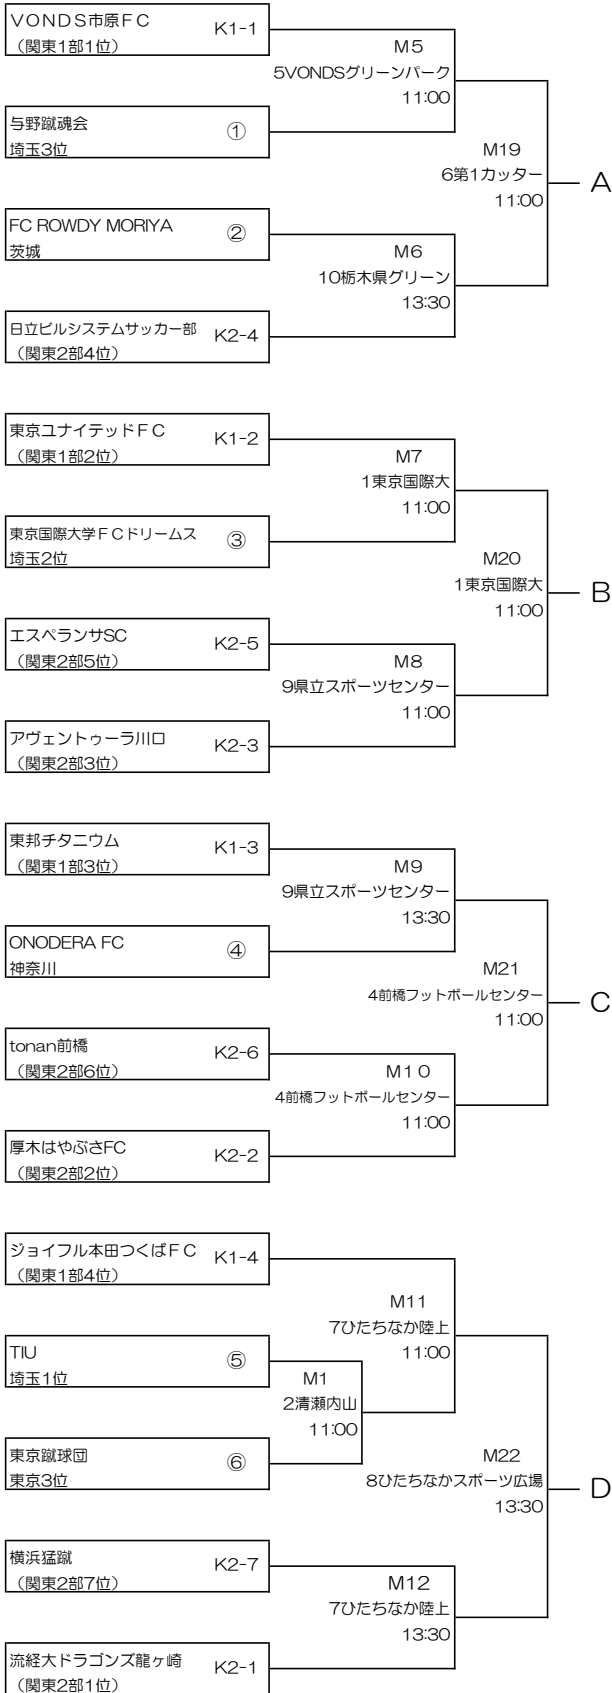 VONDS市原FC
（関東1部1位）
K1-1
M5
5VONDSグリーンパーク
11:00
与野蹴魂会
埼玉3位
①
M19
6第1カッター
11:00
A
FC ROWDY MORIYA
茨城
②
M6
10栃木県グリーン
13:30
日立ビルシステムサッカー部
（関東2部4位）
K2-4
東京ユナイテッドFC
（関東1部2位）
K1-2
M7
1東京国際大
11:00
東京国際大学FCドリームス
埼玉2位
③
M20
1東京国際大
11:00
B
エスペランサSC
（関東2部5位）
K2-5
M8
9県立スポーツセンター
11:00
アヴェントゥーラ川口
（関東2部3位）
K2-3
東邦チタニウム
（関東1部3位）
K1-3
M9
9県立スポーツセンター
13:30
ONODERA FC
神奈川
④
M21
4前橋フットボールセンター
11:00
C
tonan前橋
（関東2部6位）
K2-6
M10
4前橋フットボールセンター
11:00
厚木はやぶさFC
（関東2部2位）
K2-2
ジョイフル本田つくばFC
（関東1部4位）
K1-4
M11
7ひたちなか陸上
11:00
TIU
埼玉1位
⑤
M1
2清瀬内山
11:00
東京蹴球団
東京3位
⑥
M22
8ひたちなかスポーツ広場
13:30
D
横浜猛蹴
（関東2部7位）
K2-7
M12
7ひたちなか陸上
13:30
流経大ドラゴンズ龍ヶ崎
（関東2部1位）
K2-1